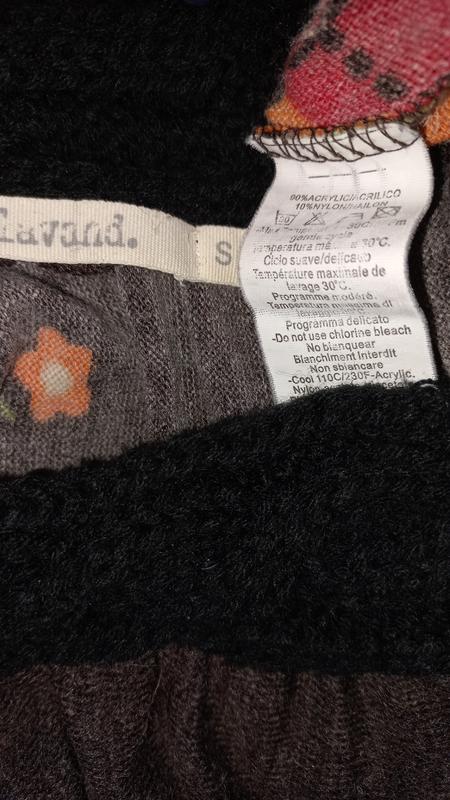 lavand.
S
90%ACRYLIC/ACRILICO
10%NYLON/NAILON
30
gentle cycle
30°C.
Ciclo suave/delicado
Température maximale de
lavage 30°C.
Programme modéré.
Temperatura massima di
Programma delicato
-Do not use chlorine bleach
No blanquear
Blanchiment Interdit
Non sbiancare
-Cool 110C/230F-Acrylic.